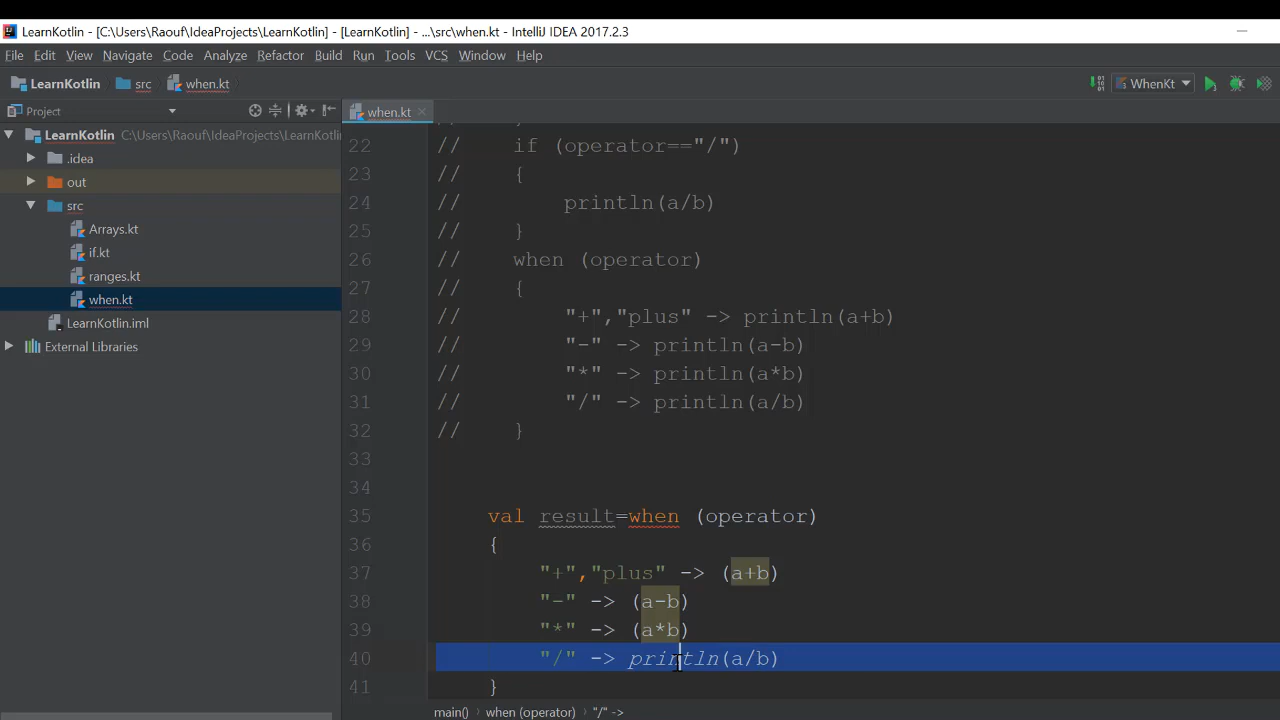 LearnKotlin - [C:\Users\Raouf\IdeaProjects\LearnKotlin] - [LearnKotlin] - ...\src\when.kt - IntelliJ IDEA 2017.2.3
File Edit View Navigate Code Analyze Refactor Build Run Tools VCS Window Help
LearnKotlin src when.kt WhenKt
Project when.kt
LearnKotlin C:\Users\Raouf\IdeaProjects\LearnKotli
.idea
out
src
Arrays.kt
if.kt
ranges.kt
when.kt
LearnKotlin.iml
External Libraries
22 // if (operator=="/")
23 // {
24 // println(a/b)
25 // }
26 // when (operator)
27 // {
28 // "+","plus" -> println(a+b)
29 // "-" -> println(a-b)
30 // "*" -> println(a*b)
31 // "/" -> println(a/b)
32 // }
33
34
35 val result=when (operator)
36 {
37 "+","plus" -> (a+b)
38 "-" -> (a-b)
39 "*" -> (a*b)
40 "/" -> println(a/b)
41 }
main() when (operator) "/" ->